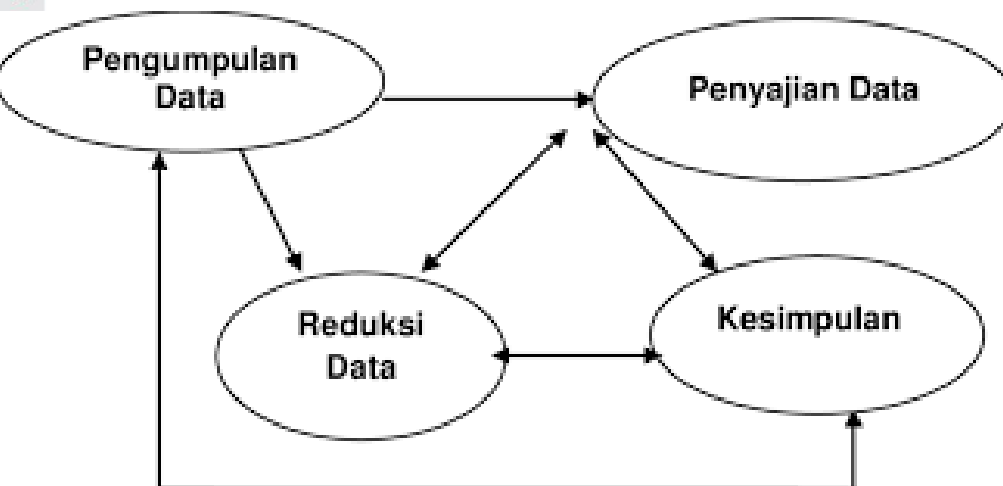 Pengumpulan
Data
Penyajian Data
Reduksi
Data
Kesimpulan